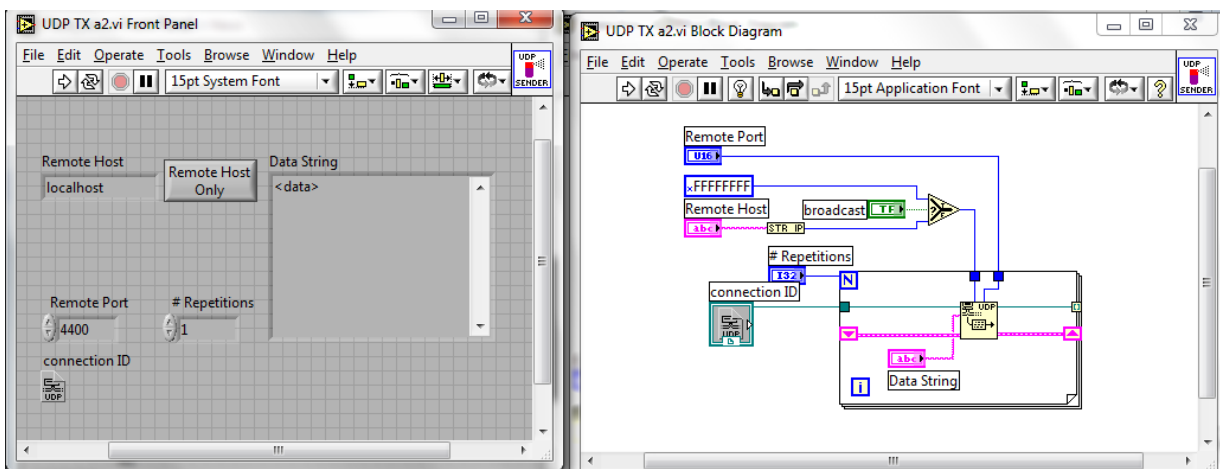 UDP TX a2.vi Front Panel
File Edit Operate Tools Browse Window Help
15pt System Font
UDP
SENDER
Remote Host
localhost
Remote Host
Only
Data String
<data>
Remote Port
4400
# Repetitions
1
connection ID
UDP
UDP TX a2.vi Block Diagram
File Edit Operate Tools Browse Window Help
15pt Application Font
UDP
SENDER
Remote Port
U16
xFFFFFFFF
Remote Host
abc
STR IP
broadcast
TF
?
# Repetitions
I32
N
connection ID
UDP
UDP
abc
Data String
i